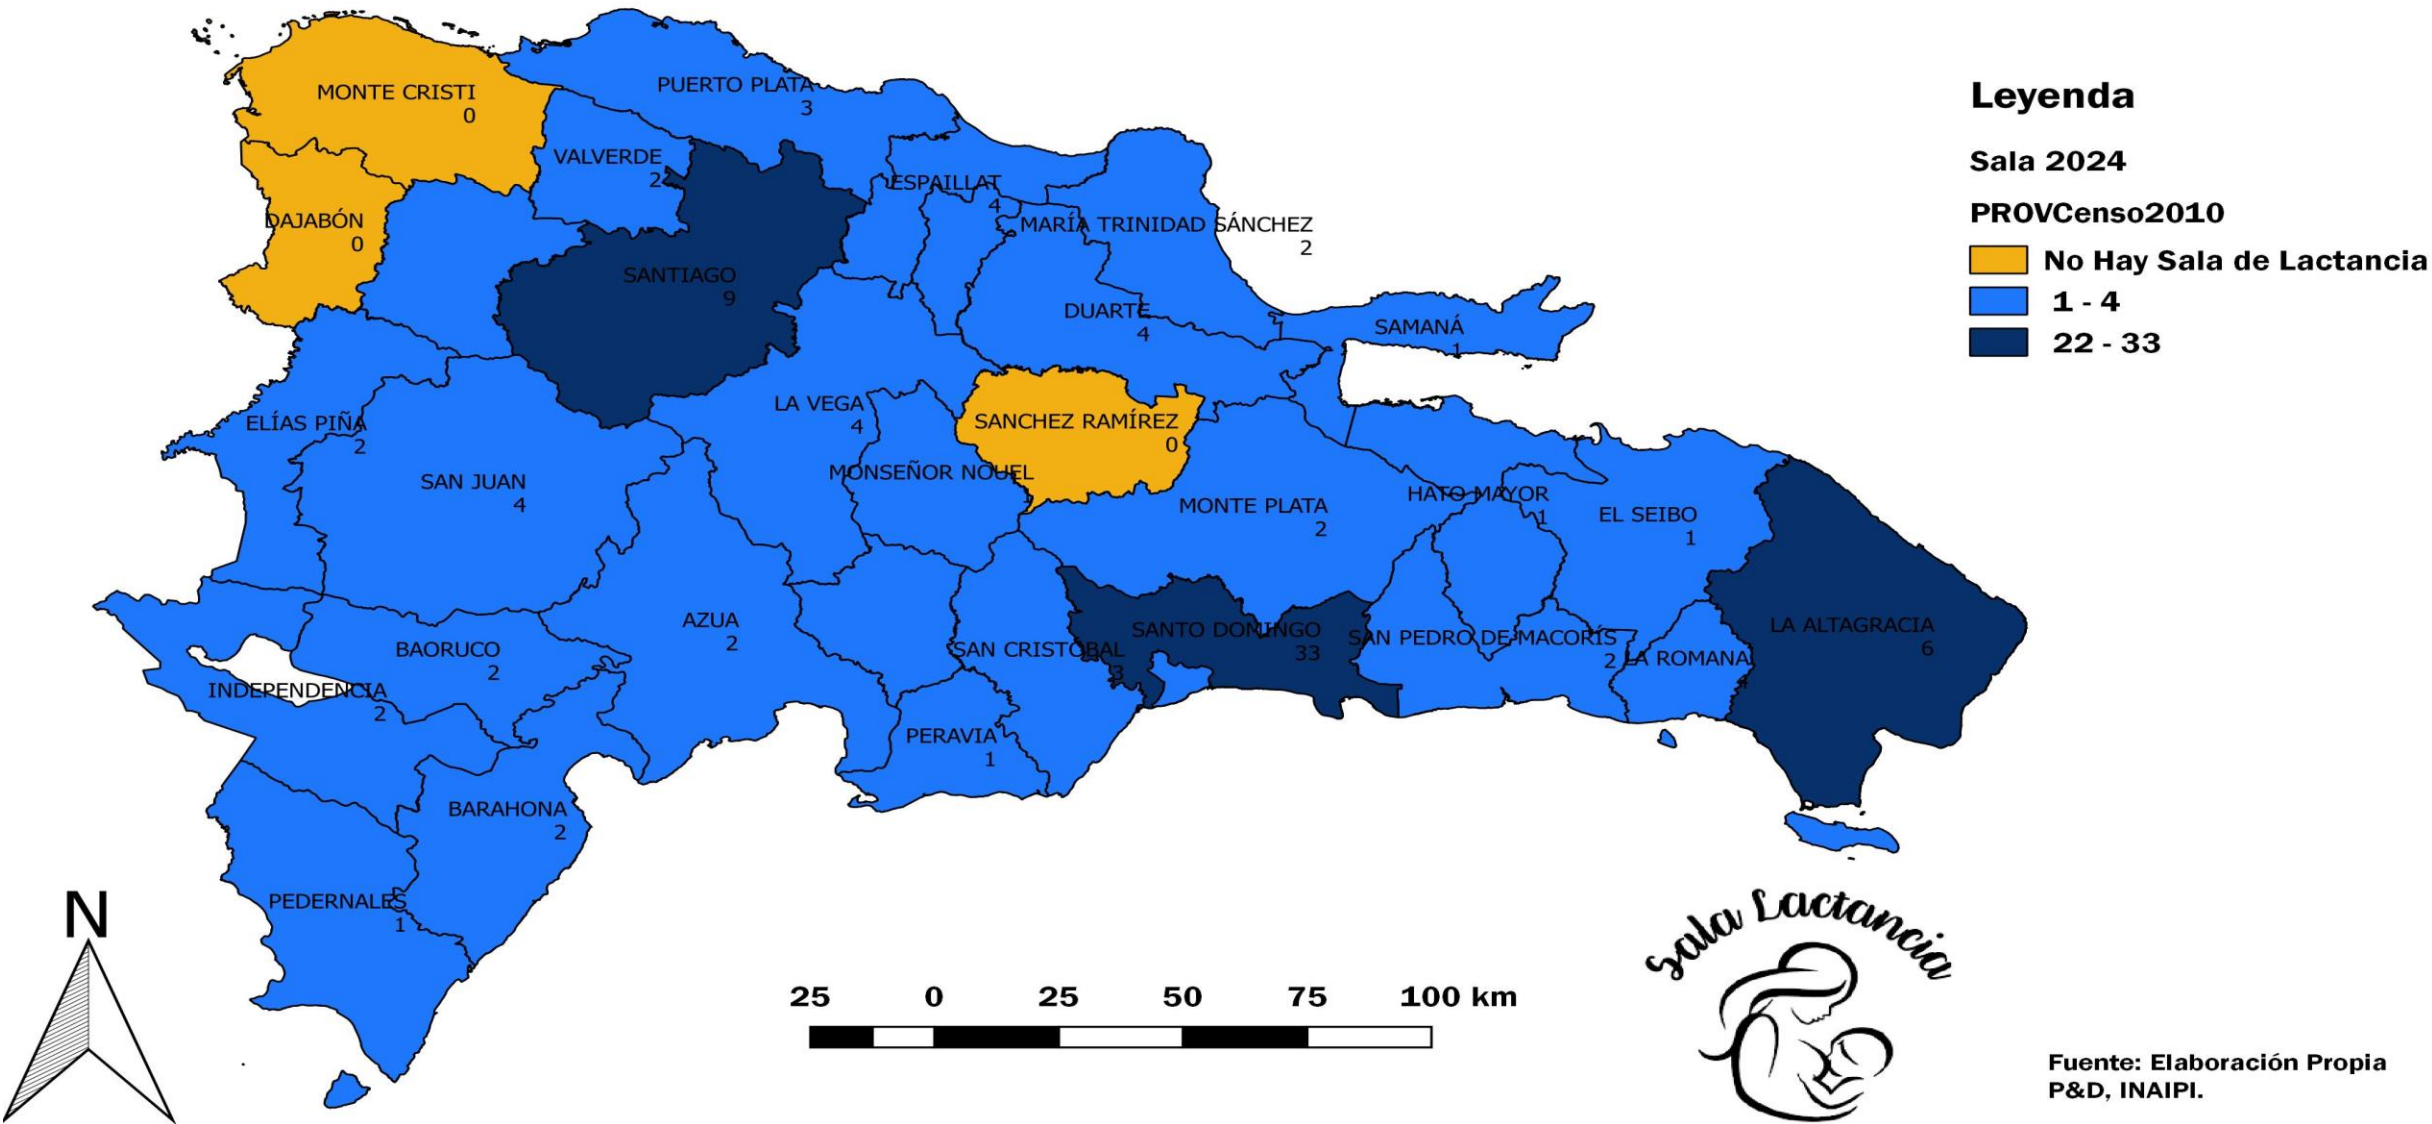 MONTE CRISTI
0
PUERTO PLATA
3
VALVERDE
2
DAJABÓN
0
ESPAILLAT
4
MARÍA TRINIDAD SÁNCHEZ
2
SANTIAGO
9
DUARTE
4
SAMANÁ
1
ELÍAS PIÑA
2
LA VEGA
4
SANCHEZ RAMÍREZ
0
SAN JUAN
4
MONSEÑOR NOUEL
1
MONTE PLATA
2
HATO MAYOR
1
EL SEIBO
1
AZUA
2
BAORUCO
2
SAN CRISTÓBAL
3
SANTO DOMINGO
33
SAN PEDRO DE MACORÍS
2
LA ROMANA
4
LA ALTAGRACIA
6
INDEPENDENCIA
2
PERAVIA
1
BARAHONA
2
PEDERNALES
1
Leyenda
Sala 2024
PROVCenso2010
No Hay Sala de Lactancia
1 - 4
22 - 33
N
25 0 25 50 75 100 km
Sala Lactancia
Fuente: Elaboración Propia
P&D, INAIPI.